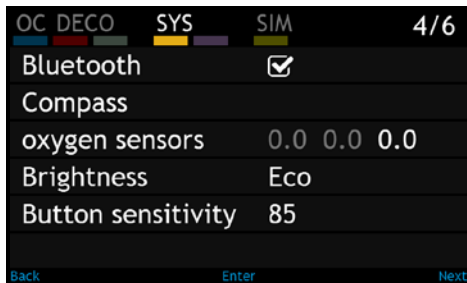 OC DECO SYS SIM 4/6
Bluetooth
Compass
oxygen sensors 0.0 0.0 0.0
Brightness Eco
Button sensitivity 85
Back Enter Next